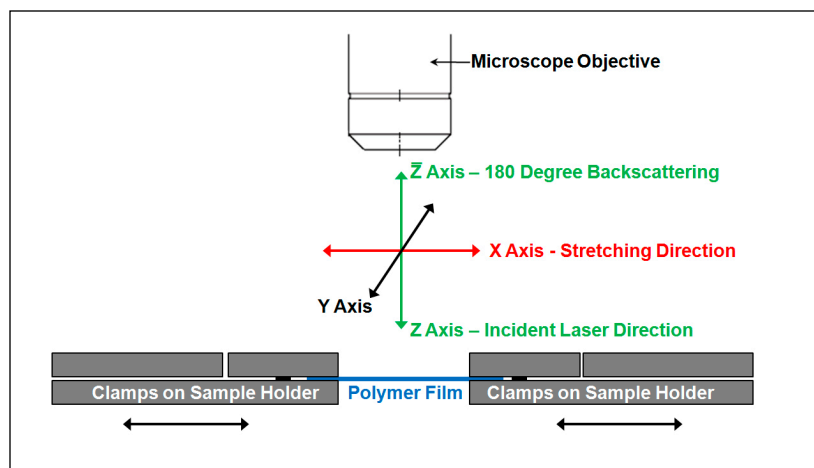 Microscope Objective
Z̅ Axis – 180 Degree Backscattering
X Axis - Stretching Direction
Y Axis
Z Axis – Incident Laser Direction
Clamps on Sample Holder
Polymer Film
Clamps on Sample Holder